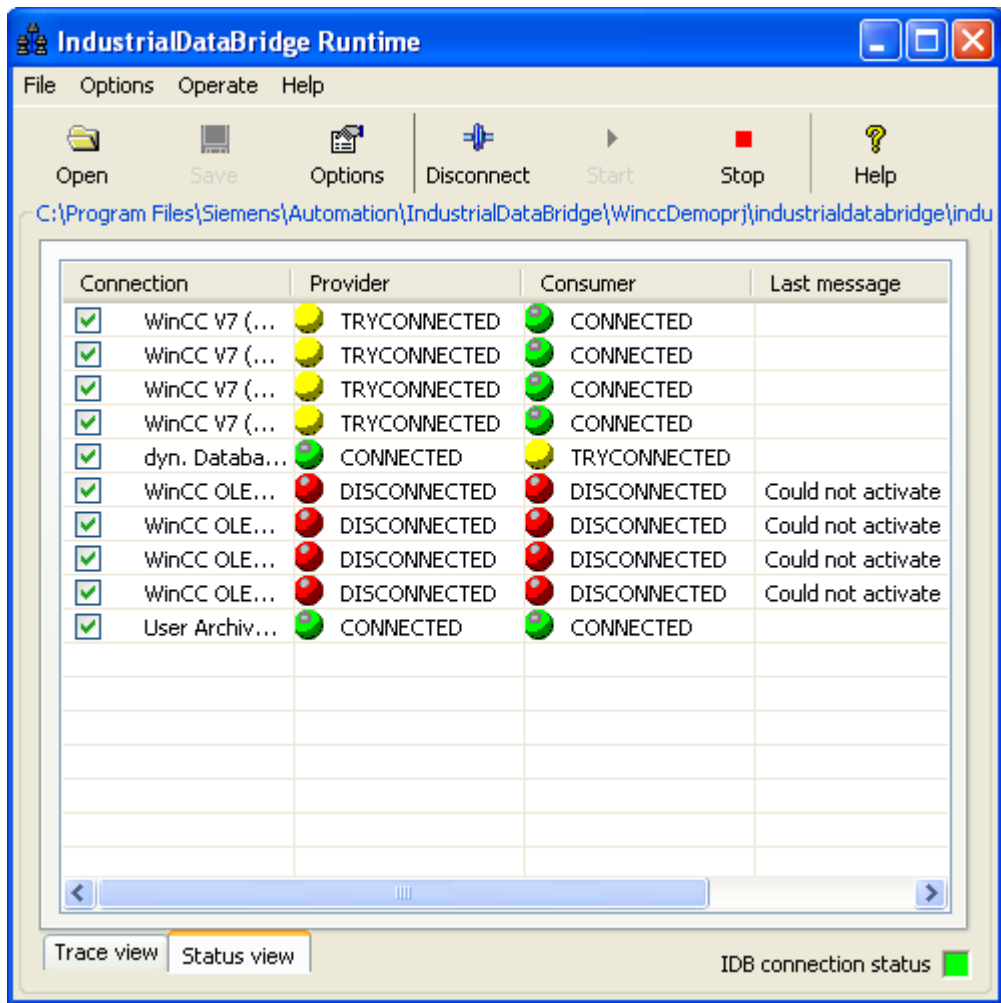 IndustrialDataBridge Runtime
File Options Operate Help
Open Save Options Disconnect Start Stop Help
C:\Program Files\Siemens\Automation\IndustrialDataBridge\WinccDemoprj\industrialdatabridge\indu
Connection Provider Consumer Last message
WinCC V7 (... TRYCONNECTED CONNECTED
WinCC V7 (... TRYCONNECTED CONNECTED
WinCC V7 (... TRYCONNECTED CONNECTED
WinCC V7 (... TRYCONNECTED CONNECTED
dyn. Databa... CONNECTED TRYCONNECTED
WinCC OLE... DISCONNECTED DISCONNECTED Could not activate
WinCC OLE... DISCONNECTED DISCONNECTED Could not activate
WinCC OLE... DISCONNECTED DISCONNECTED Could not activate
WinCC OLE... DISCONNECTED DISCONNECTED Could not activate
User Archiv... CONNECTED CONNECTED
Trace view Status view IDB connection status